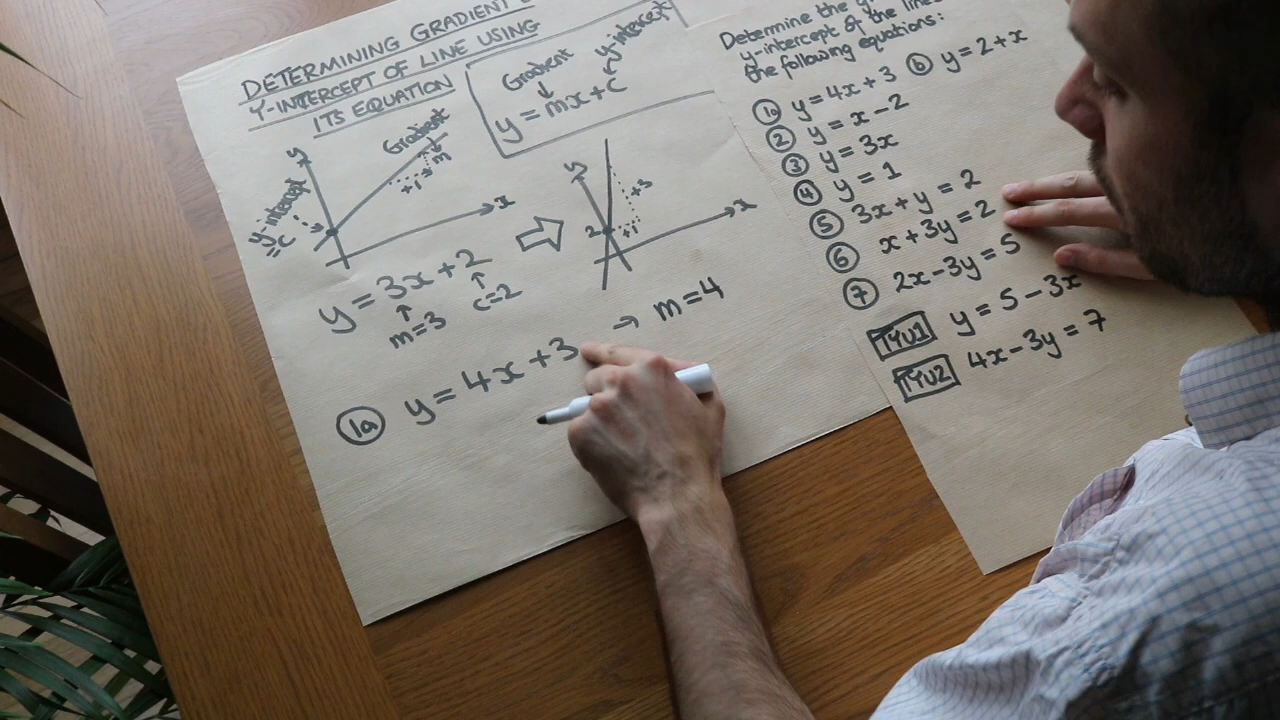 DETERMINING GRADIENT &
Y-INTERCEPT OF LINE USING
ITS EQUATION
Gradient
y-intercept
y = mx + c
y
y-intercept
= c
Gradient
m
+1
x
y
+3
+1
2
x
y = 3x + 2
m = 3
c = 2
1a y = 4x + 3 → m = 4
Determine the
y-intercept of the lines
the following equations:
1a y = 4x + 3 b y = 2 + x
2 y = x - 2
3 y = 3x
4 y = 1
5 3x + y = 2
6 x + 3y = 2
7 2x - 3y = 5
TYU1 y = 5 - 3x
TYU2 4x - 3y = 7